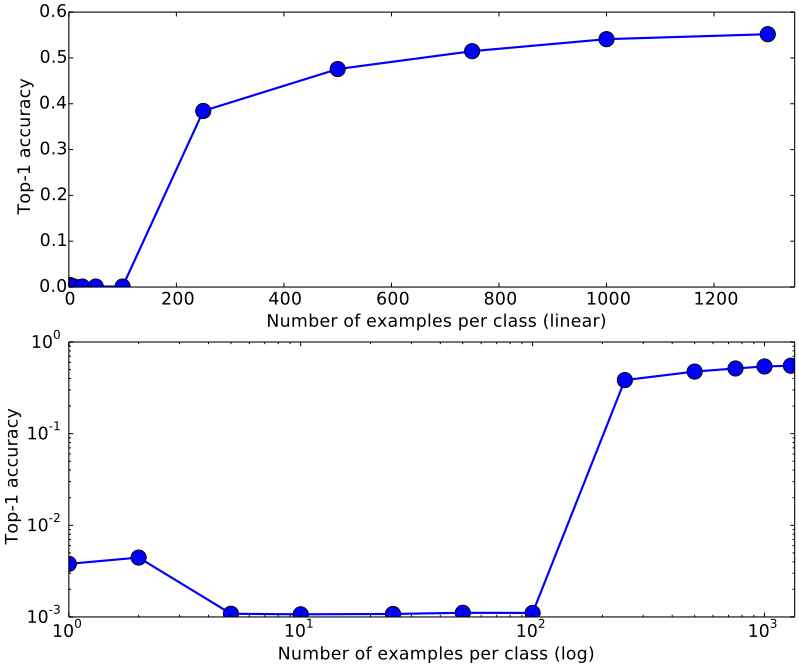 0.6
0.5
0.4
0.3
0.2
0.1
0.0
Top-1 accuracy
0 200 400 600 800 1000 1200
Number of examples per class (linear)
10^0
10^-1
10^-2
10^-3
Top-1 accuracy
10^0 10^1 10^2 10^3
Number of examples per class (log)